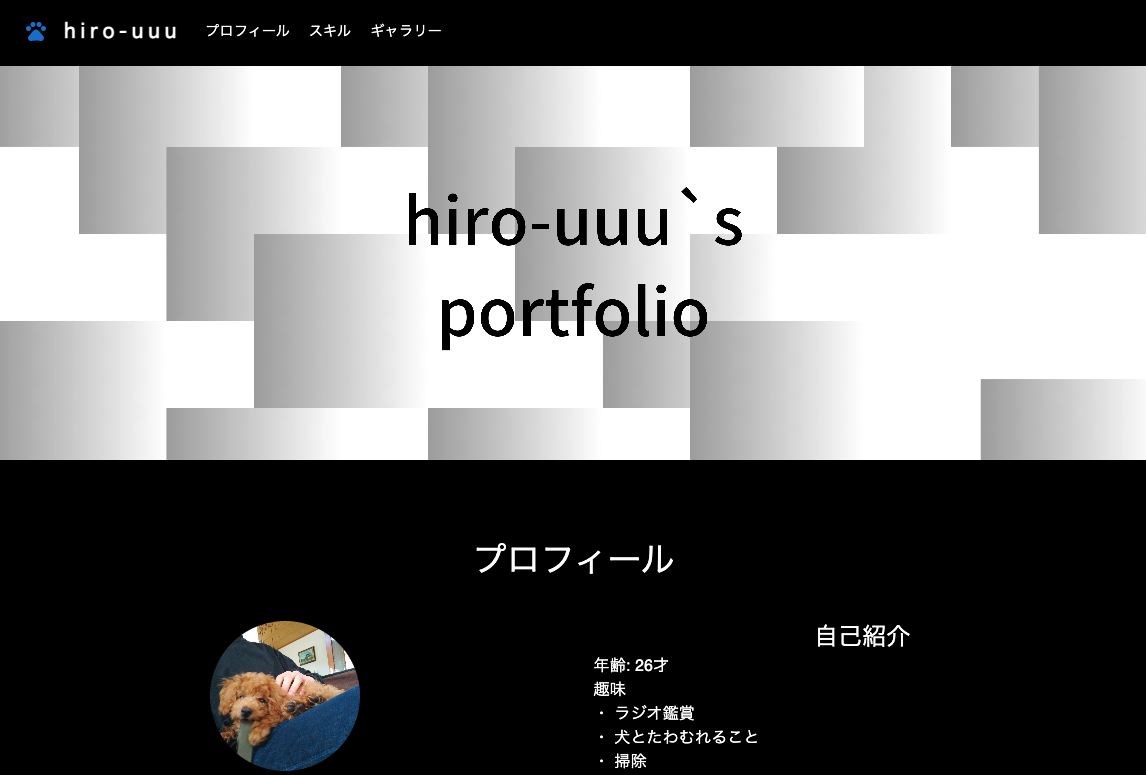 hiro-uuu プロフィール スキル ギャラリー
hiro-uuu`s
portfolio
プロフィール
自己紹介
年齢: 26才
趣味
・ ラジオ鑑賞
・ 犬とたわむれること
・ 掃除